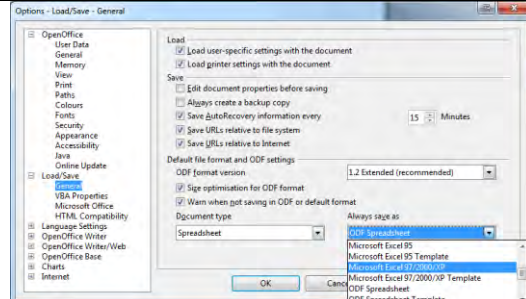 Options - Load/Save - General
OpenOffice
User Data
General
Memory
View
Print
Paths
Colours
Fonts
Security
Appearance
Accessibility
Java
Online Update
Load/Save
General
VBA Properties
Microsoft Office
HTML Compatibility
Language Settings
OpenOffice Writer
OpenOffice Writer/Web
OpenOffice Base
Charts
Internet
Load
Load user-specific settings with the document
Load printer settings with the document
Save
Edit document properties before saving
Always create a backup copy
Save AutoRecovery information every 15 Minutes
Save URLs relative to file system
Save URLs relative to Internet
Default file format and ODF settings
ODF format version 1.2 Extended (recommended)
Size optimisation for ODF format
Warn when not saving in ODF or default format
Document type Always save as
Spreadsheet ODF Spreadsheet
Microsoft Excel 95
Microsoft Excel 95 Template
Microsoft Excel 97/2000/XP
Microsoft Excel 97/2000/XP Template
ODF Spreadsheet
ODF Spreadsheet Template
OK Cance